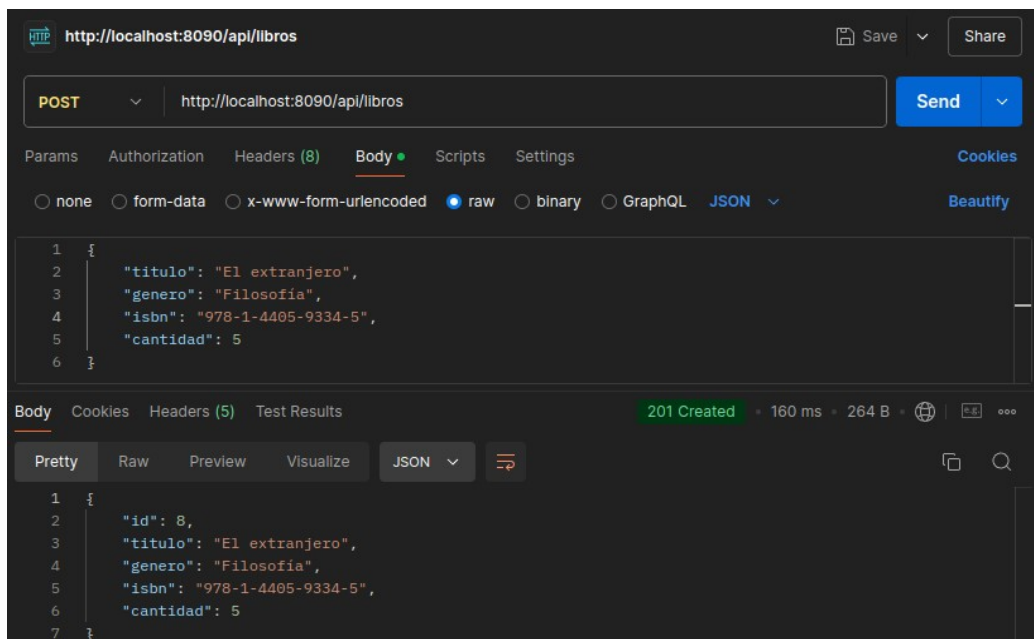 HTTP http://localhost:8090/api/libros Save Share
POST http://localhost:8090/api/libros Send
Params Authorization Headers (8) Body Scripts Settings Cookies
none form-data x-www-form-urlencoded raw binary GraphQL JSON Beautify
1 {
2 "titulo": "El extranjero",
3 "genero": "Filosofía",
4 "isbn": "978-1-4405-9334-5",
5 "cantidad": 5
6 }
Body Cookies Headers (5) Test Results 201 Created 160 ms 264 B e.g.
Pretty Raw Preview Visualize JSON
1 {
2 "id": 8,
3 "titulo": "El extranjero",
4 "genero": "Filosofía",
5 "isbn": "978-1-4405-9334-5",
6 "cantidad": 5
7 }